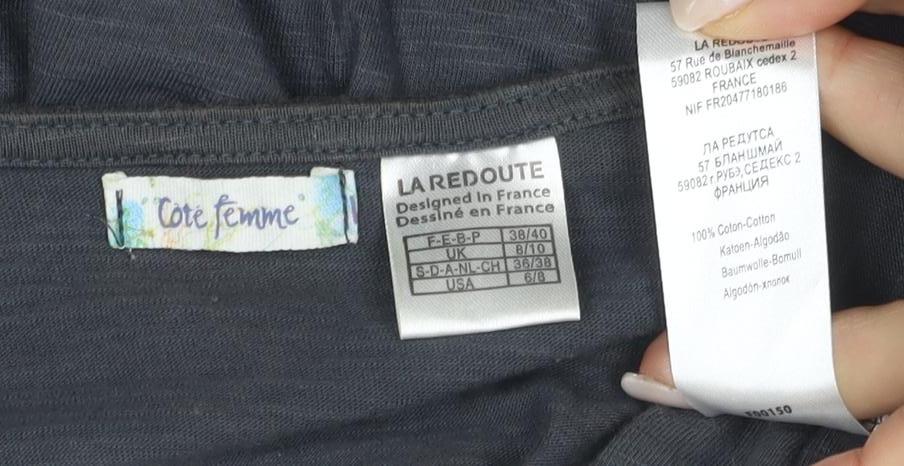 Côté femme
LA REDOUTE
Designed in France
Dessiné en France
F-E-B-P 38/40
UK 8/10
S-D-A-NL-CH 36/38
USA 6/8
LA REDOUTE
57 Rue de Blanchemaille
59082 ROUBAIX cedex 2
FRANCE
NIF FR20477180186
ЛА РЕДУТСА
57 БЛАНШМАЙ
59082 г РУБЭ, СЕДЕКС 2
ФРАНЦИЯ
100% Coton-Cotton
Katoen-Algodão
Baumwolle-Bomull
Algodón-хлопок